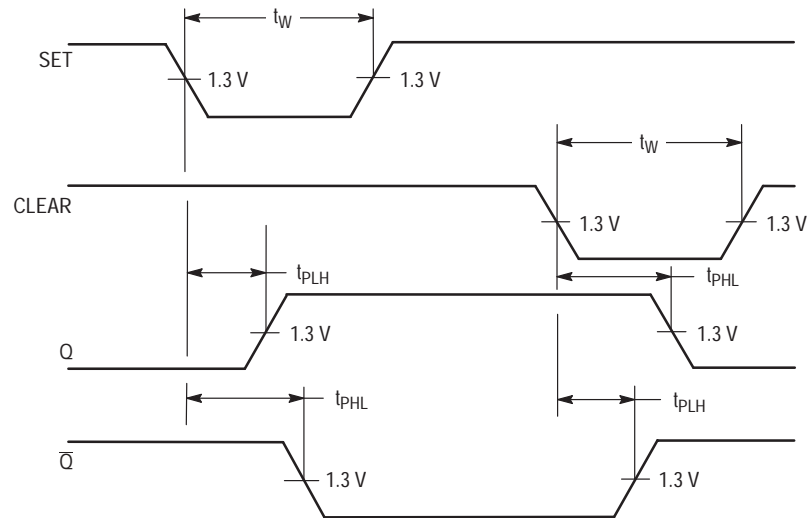 tW
SET
1.3 V
1.3 V
tW
CLEAR
1.3 V
1.3 V
tPLH
tPHL
1.3 V
1.3 V
Q
tPHL
tPLH
Q̅
1.3 V
1.3 V